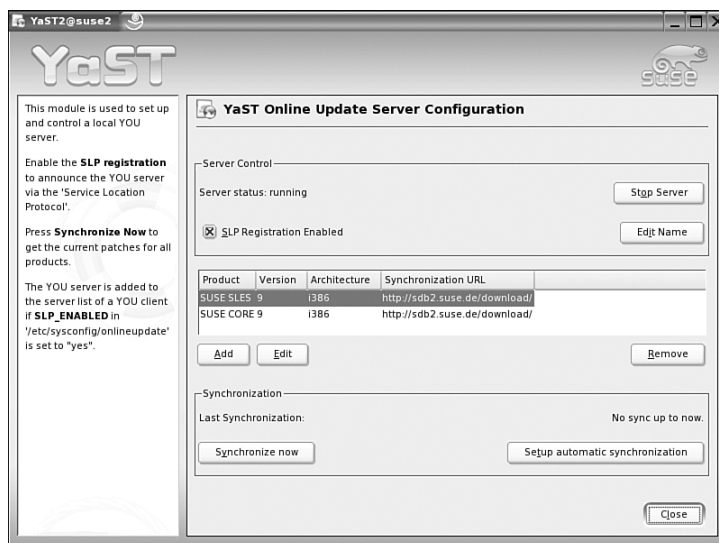 YaST2@suse2
YaST
SUSE
This module is used to set up
and control a local YOU
server.
Enable the SLP registration
to announce the YOU server
via the 'Service Location
Protocol'.
Press Synchronize Now to
get the current patches for all
products.
The YOU server is added to
the server list of a YOU client
if SLP_ENABLED in
'/etc/sysconfig/onlineupdate'
is set to "yes".
YaST Online Update Server Configuration
Server Control
Server status: running
Stop Server
SLP Registration Enabled
Edit Name
Product Version Architecture Synchronization URL
SUSE SLES 9 i386 http://sdb2.suse.de/download/
SUSE CORE 9 i386 http://sdb2.suse.de/download/
Add Edit Remove
Synchronization
Last Synchronization: No sync up to now.
Synchronize now Setup automatic synchronization
Close